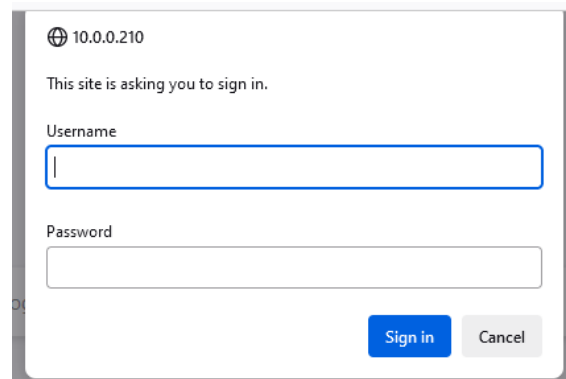 10.0.0.210
This site is asking you to sign in.
Username
Password
Sign in Cancel